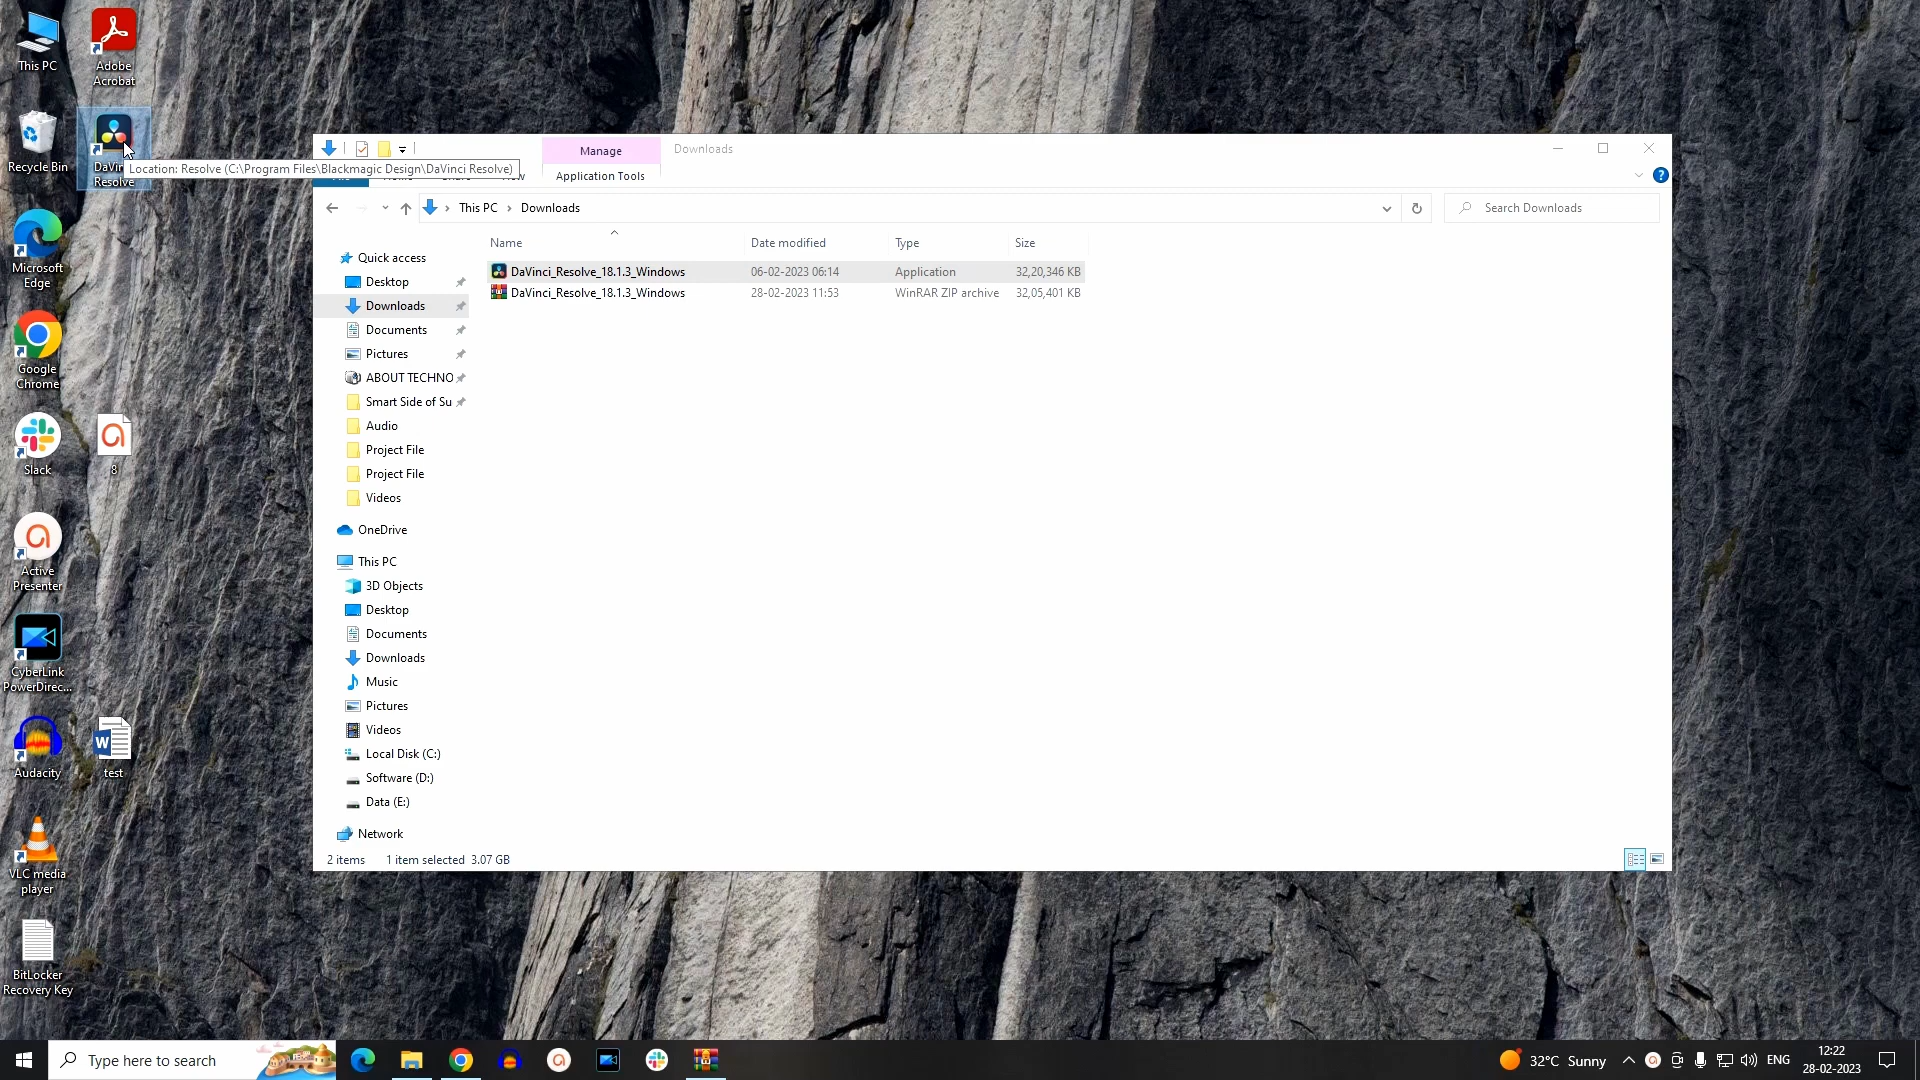 This PC
Adobe
Acrobat
Recycle Bin
DaVin
Resolve
Microsoft
Edge
Google
Chrome
Slack
8
Active
Presenter
CyberLink
PowerDirec...
Audacity
test
VLC media
player
BitLocker
Recovery Key
Manage
Downloads
Location: Resolve (C:\Program Files\Blackmagic Design\DaVinci Resolve)
Application Tools
This PC
Downloads
Search Downloads
Name
Date modified
Type
Size
DaVinci_Resolve_18.1.3_Windows 06-02-2023 06:14 Application 32,20,346 KB
DaVinci_Resolve_18.1.3_Windows 28-02-2023 11:53 WinRAR ZIP archive 32,05,401 KB
Quick access
Desktop
Downloads
Documents
Pictures
ABOUT TECHNO
Smart Side of Su
Audio
Project File
Project File
Videos
OneDrive
This PC
3D Objects
Desktop
Documents
Downloads
Music
Pictures
Videos
Local Disk (C:)
Software (D:)
Data (E:)
Network
2 items 1 item selected 3.07 GB
Type here to search
32°C Sunny
ENG
12:22
28-02-2023